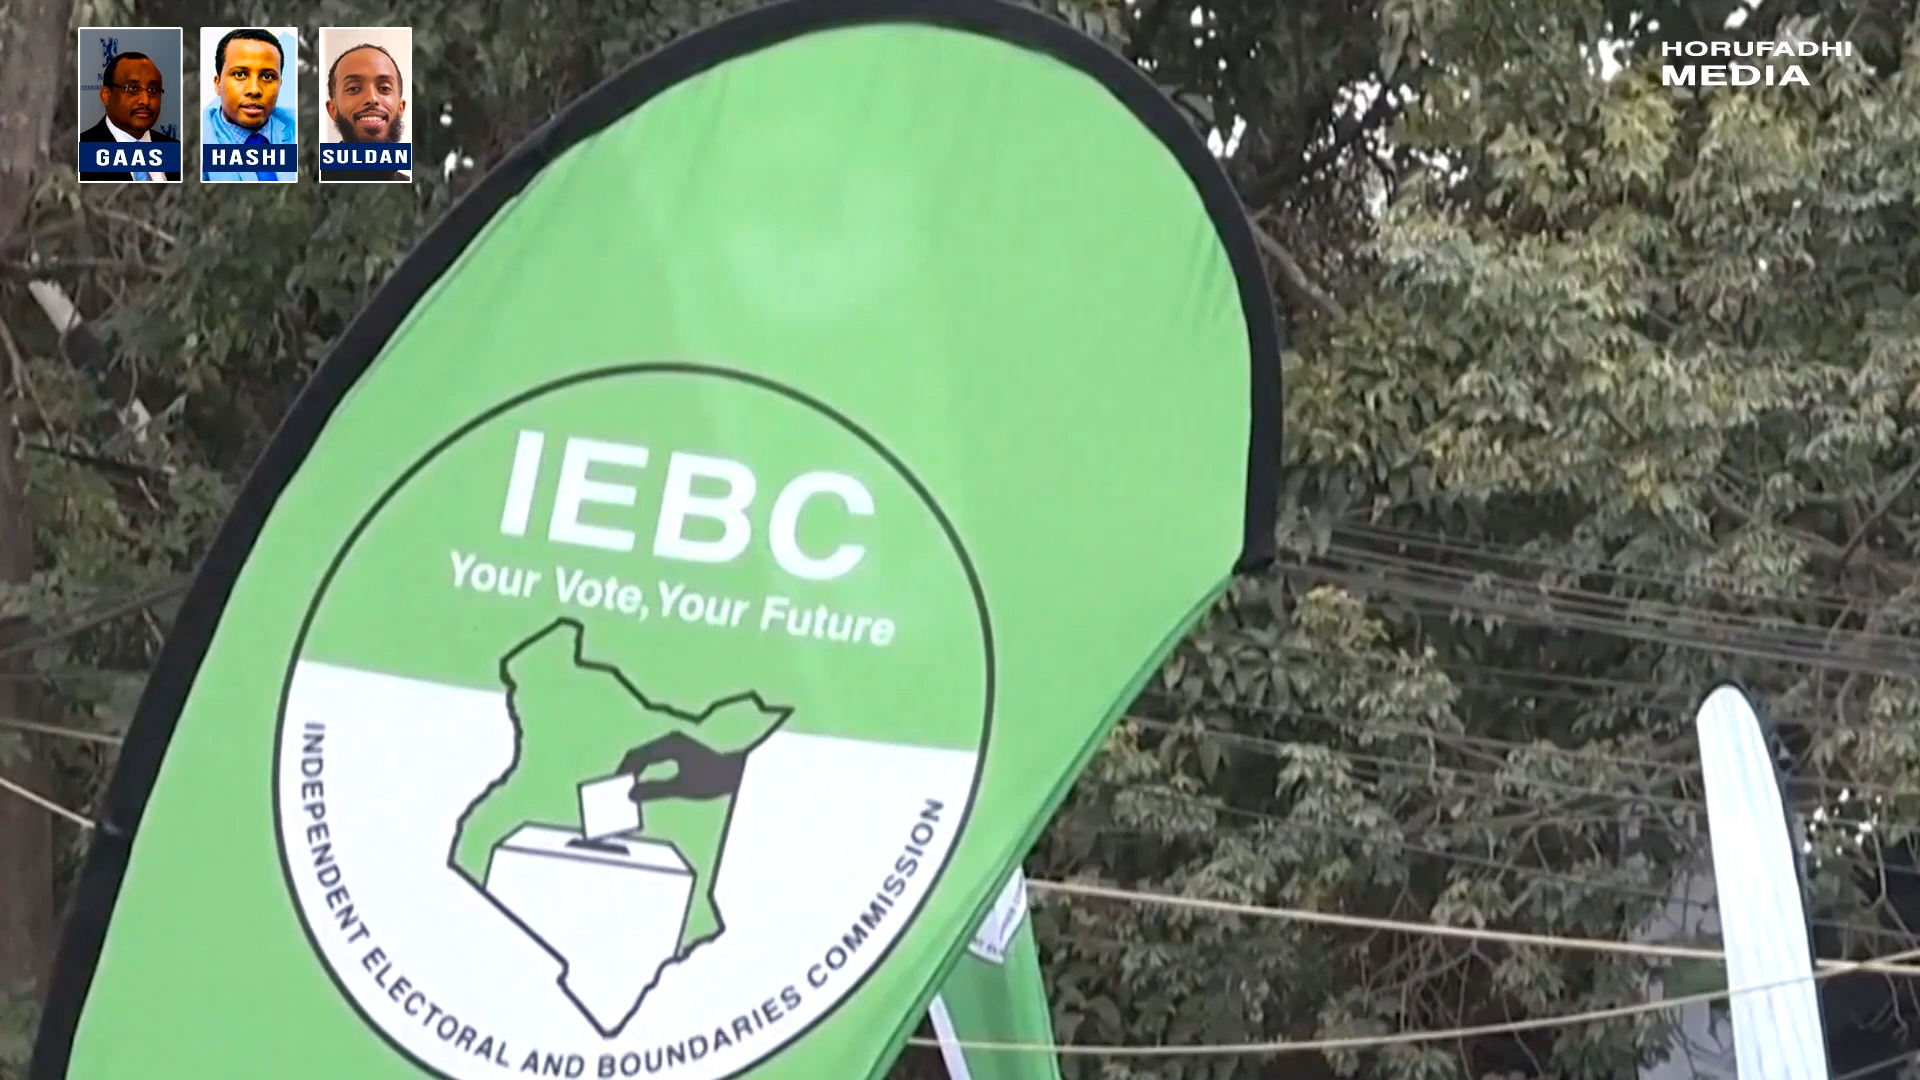 GAAS
HASHI
SULDAN
HORUFADHI
MEDIA
IEBC
Your Vote, Your Future
INDEPENDENT ELECTORAL AND BOUNDARIES COMMISSION